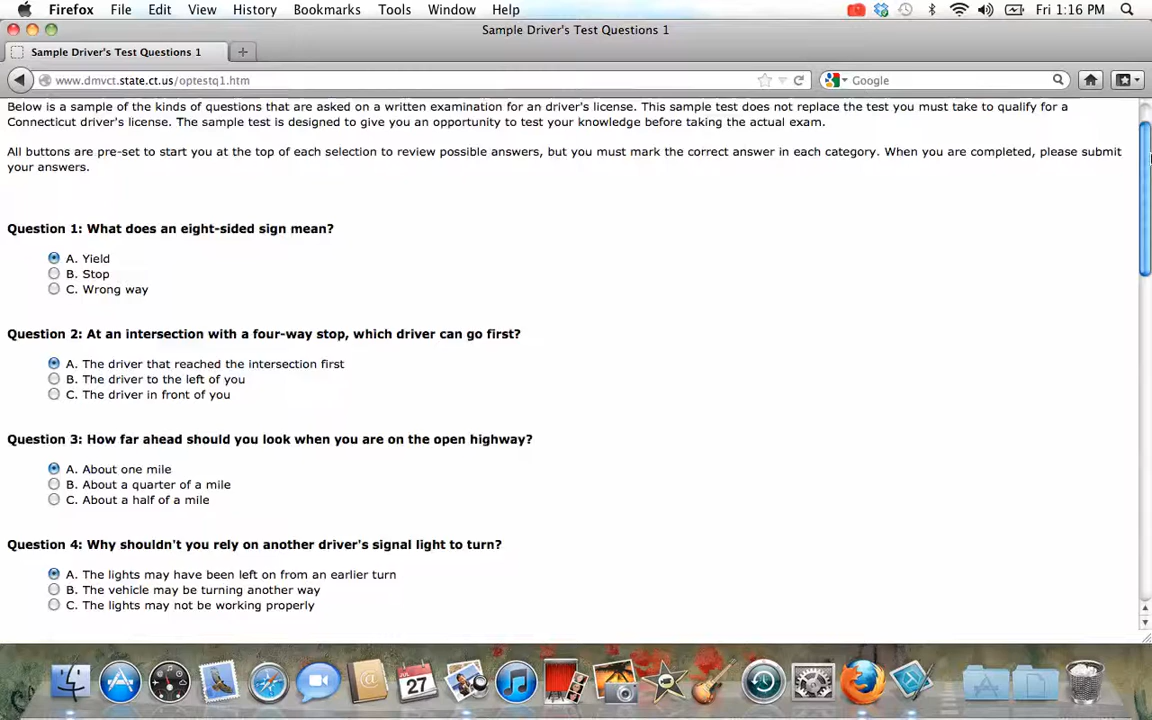 Firefox File Edit View History Bookmarks Tools Window Help Fri 1:16 PM
Sample Driver's Test Questions 1
Sample Driver's Test Questions 1
www.dmvct.state.ct.us/optestq1.htm Google
Below is a sample of the kinds of questions that are asked on a written examination for an driver's license. This sample test does not replace the test you must take to qualify for a
Connecticut driver's license. The sample test is designed to give you an opportunity to test your knowledge before taking the actual exam.
All buttons are pre-set to start you at the top of each selection to review possible answers, but you must mark the correct answer in each category. When you are completed, please submit
your answers.
Question 1: What does an eight-sided sign mean?
A. Yield
B. Stop
C. Wrong way
Question 2: At an intersection with a four-way stop, which driver can go first?
A. The driver that reached the intersection first
B. The driver to the left of you
C. The driver in front of you
Question 3: How far ahead should you look when you are on the open highway?
A. About one mile
B. About a quarter of a mile
C. About a half of a mile
Question 4: Why shouldn't you rely on another driver's signal light to turn?
A. The lights may have been left on from an earlier turn
B. The vehicle may be turning another way
C. The lights may not be working properly
27